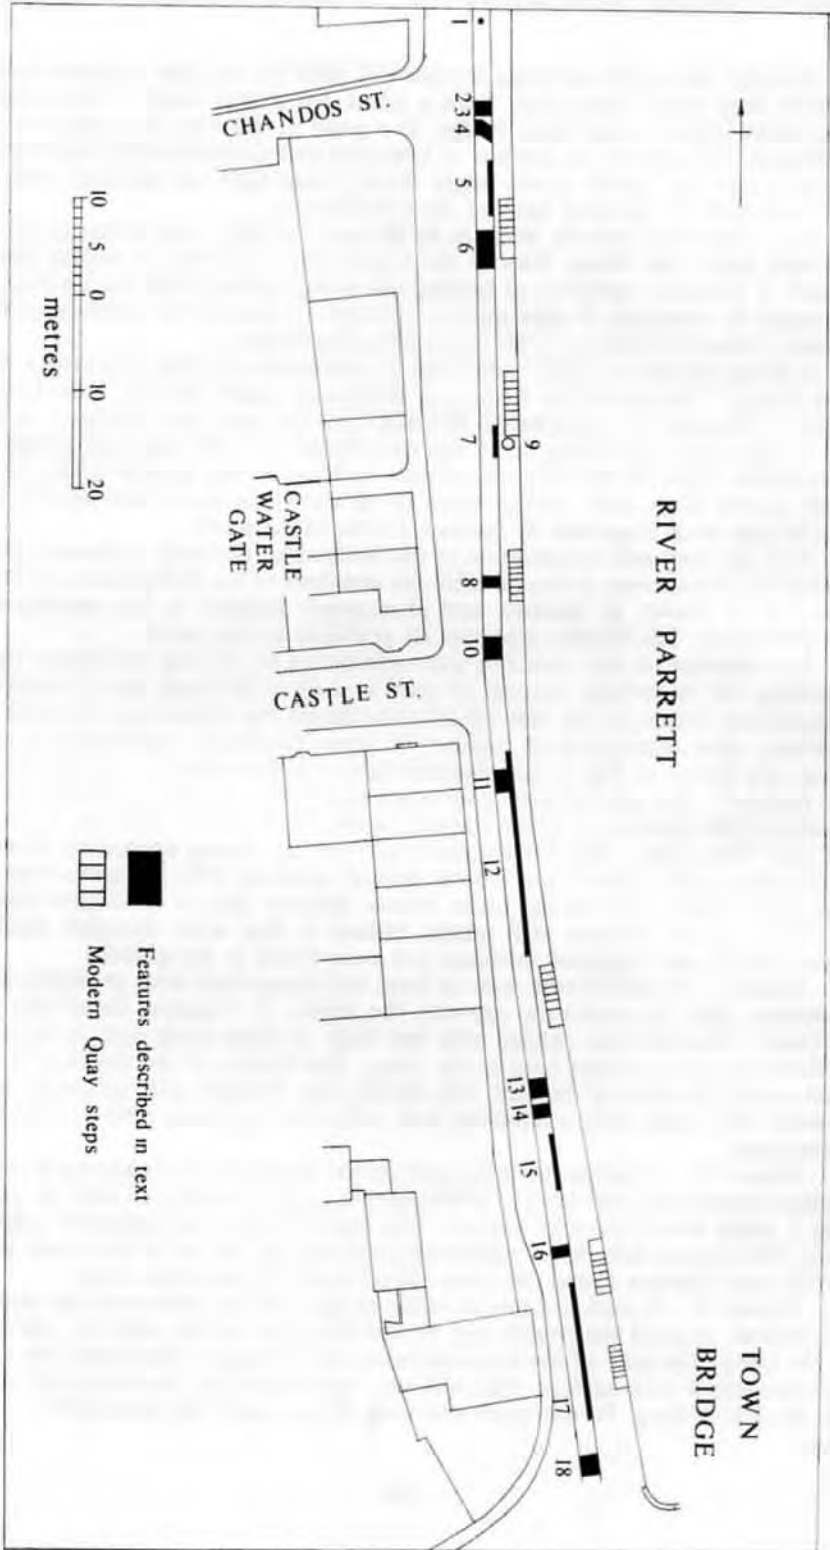 1
2 3 4
5
6
7
9
8
10
11
12
13 14
15
16
17
18
CHANDOS ST.
RIVER PARRETT
CASTLE
WATER
GATE
CASTLE ST.
TOWN
BRIDGE
10 5 0 10 20
metres
Features described in text
Modern Quay steps